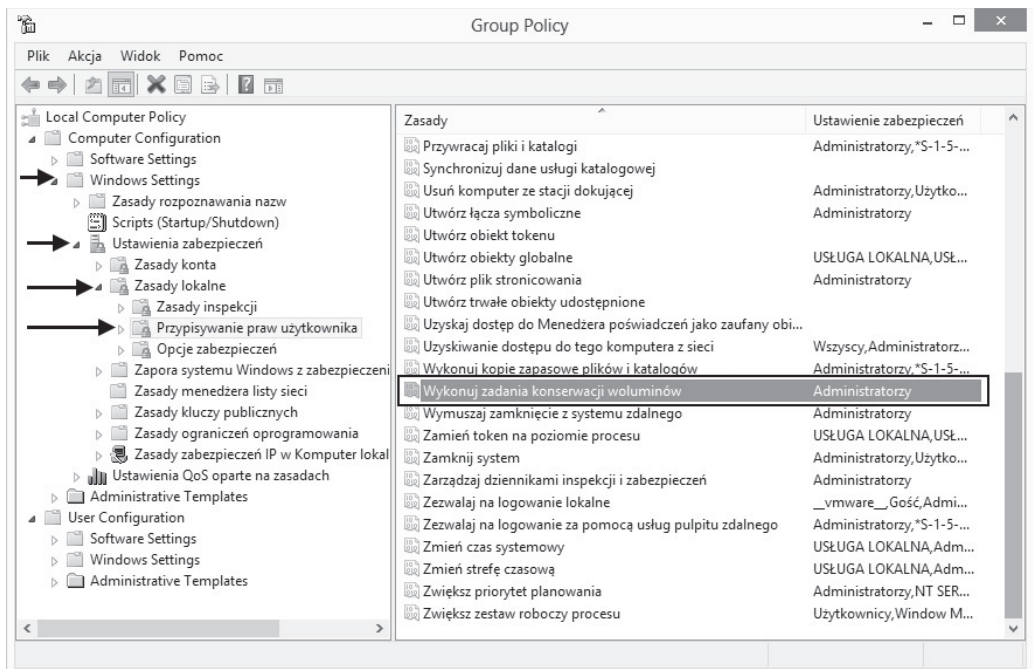 Group Policy
Plik Akcja Widok Pomoc
Local Computer Policy
Computer Configuration
Software Settings
Windows Settings
Zasady rozpoznawania nazw
Scripts (Startup/Shutdown)
Ustawienia zabezpieczeń
Zasady konta
Zasady lokalne
Zasady inspekcji
Przypisywanie praw użytkownika
Opcje zabezpieczeń
Zapora systemu Windows z zabezpieczeni
Zasady menedżera listy sieci
Zasady kluczy publicznych
Zasady ograniczeń oprogramowania
Zasady zabezpieczeń IP w Komputer lokal
Ustawienia QoS oparte na zasadach
Administrative Templates
User Configuration
Software Settings
Windows Settings
Administrative Templates
Zasady Ustawienie zabezpieczeń
Przywracaj pliki i katalogi Administratorzy,*S-1-5-...
Synchronizuj dane usługi katalogowej
Usuń komputer ze stacji dokującej Administratorzy,Użytko...
Utwórz łącza symboliczne Administratorzy
Utwórz obiekt tokenu
Utwórz obiekty globalne USŁUGA LOKALNA,USŁ...
Utwórz plik stronicowania Administratorzy
Utwórz trwałe obiekty udostępnione
Uzyskaj dostęp do Menedżera poświadczeń jako zaufany obi...
Uzyskiwanie dostępu do tego komputera z sieci Wszyscy,Administratorz...
Wykonuj kopie zapasowe plików i katalogów Administratorzy,*S-1-5-...
Wykonuj zadania konserwacji woluminów Administratorzy
Wymuszaj zamknięcie z systemu zdalnego Administratorzy
Zamień token na poziomie procesu USŁUGA LOKALNA,USŁ...
Zamknij system Administratorzy,Użytko...
Zarządzaj dziennikami inspekcji i zabezpieczeń Administratorzy
Zezwalaj na logowanie lokalne __vmware__,Gość,Admi...
Zezwalaj na logowanie za pomocą usług pulpitu zdalnego Administratorzy,*S-1-5-...
Zmień czas systemowy USŁUGA LOKALNA,Adm...
Zmień strefę czasową USŁUGA LOKALNA,Adm...
Zwiększ priorytet planowania Administratorzy,NT SER...
Zwiększ zestaw roboczy procesu Użytkownicy,Window M...